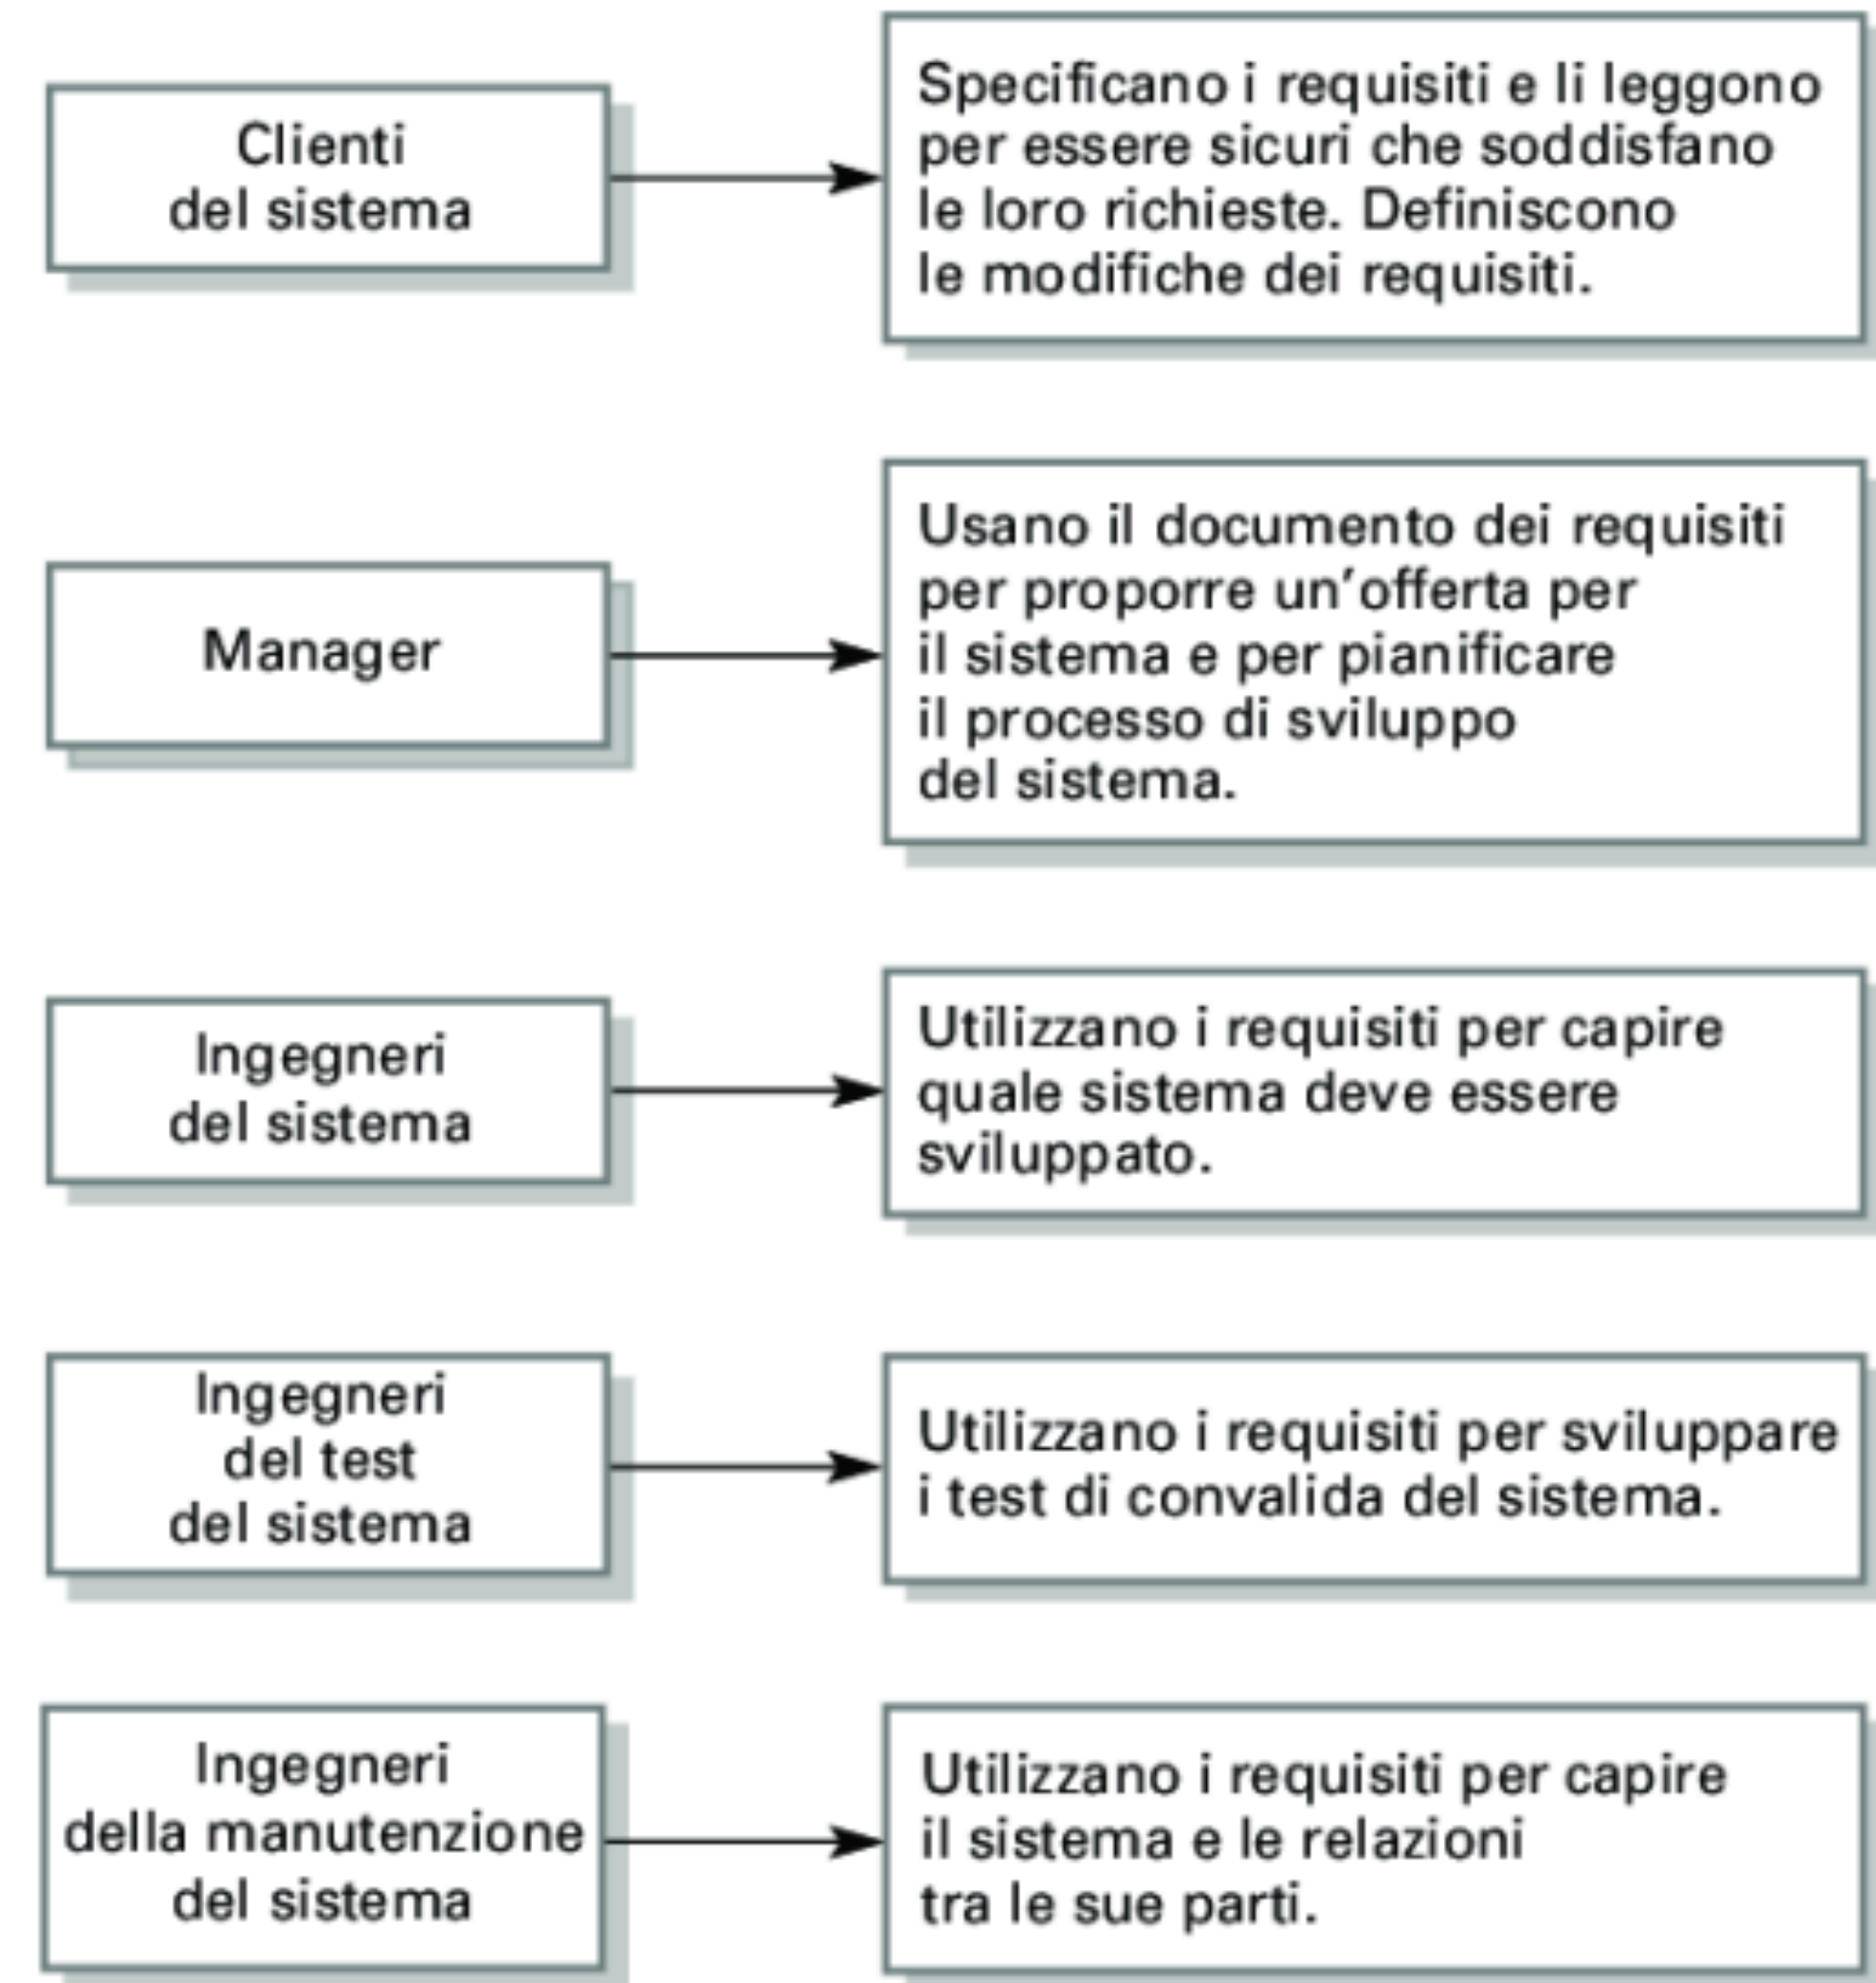 Clienti
del sistema
Specificano i requisiti e li leggono
per essere sicuri che soddisfano
le loro richieste. Definiscono
le modifiche dei requisiti.
Manager
Usano il documento dei requisiti
per proporre un'offerta per
il sistema e per pianificare
il processo di sviluppo
del sistema.
Ingegneri
del sistema
Utilizzano i requisiti per capire
quale sistema deve essere
sviluppato.
Ingegneri
del test
del sistema
Utilizzano i requisiti per sviluppare
i test di convalida del sistema.
Ingegneri
della manutenzione
del sistema
Utilizzano i requisiti per capire
il sistema e le relazioni
tra le sue parti.